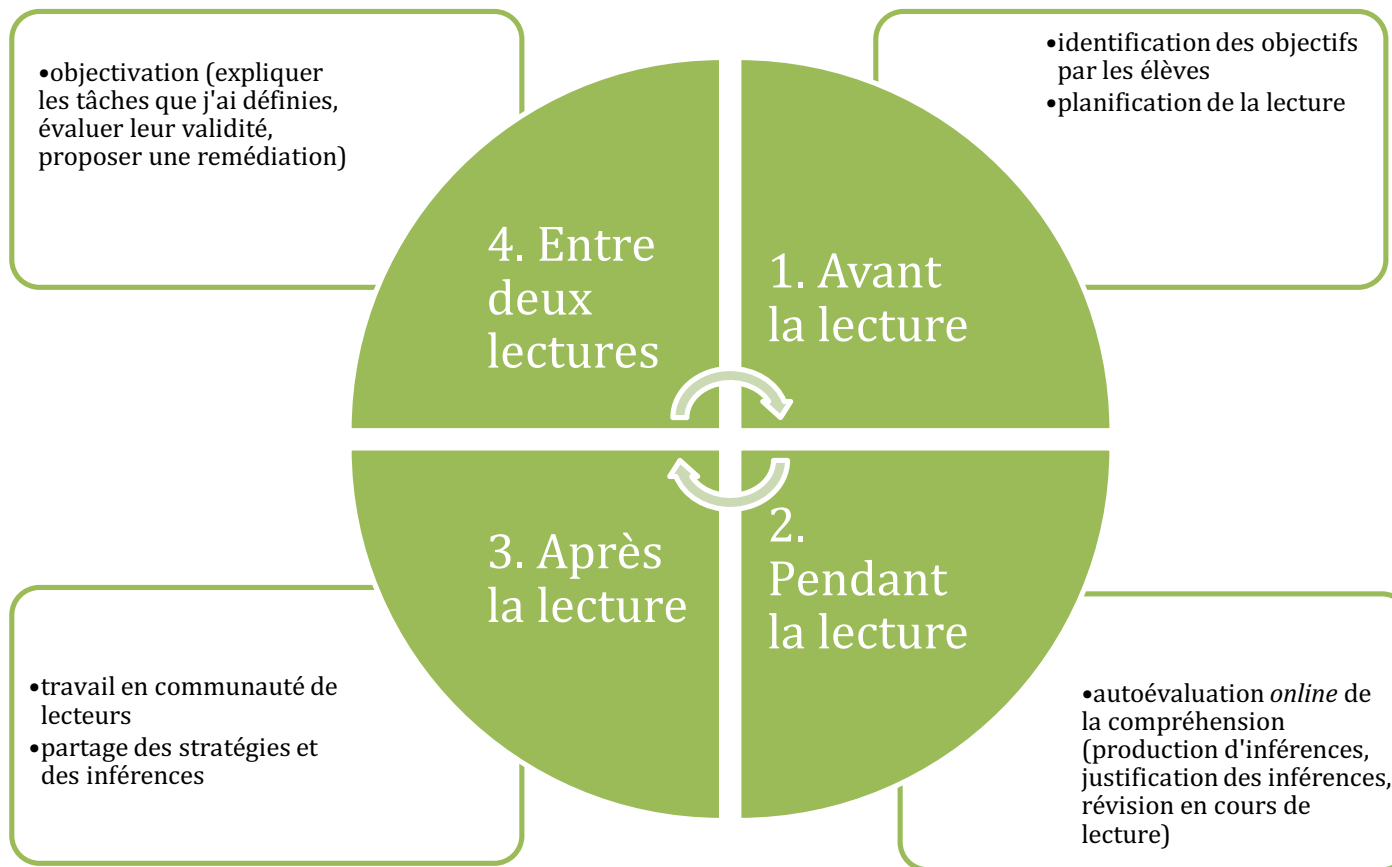 •objectivation (expliquer
les tâches que j'ai définies,
évaluer leur validité,
proposer une remédiation)
•identification des objectifs
par les élèves
•planification de la lecture
4. Entre
deux
lectures
1. Avant
la lecture
3. Après
la lecture
2.
Pendant
la lecture
•travail en communauté de
lecteurs
•partage des stratégies et
des inférences
•autoévaluation online de
la compréhension
(production d'inférences,
justification des inférences,
révision en cours de
lecture)